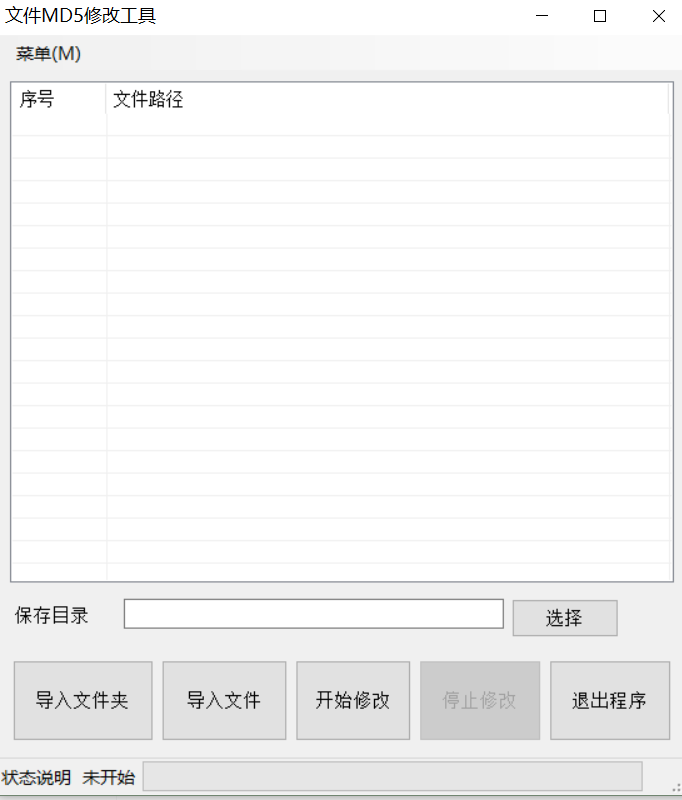 文件MD5修改工具
菜单(M)
序号 文件路径
保存目录 选择
导入文件夹 导入文件 开始修改 停止修改 退出程序
状态说明 未开始